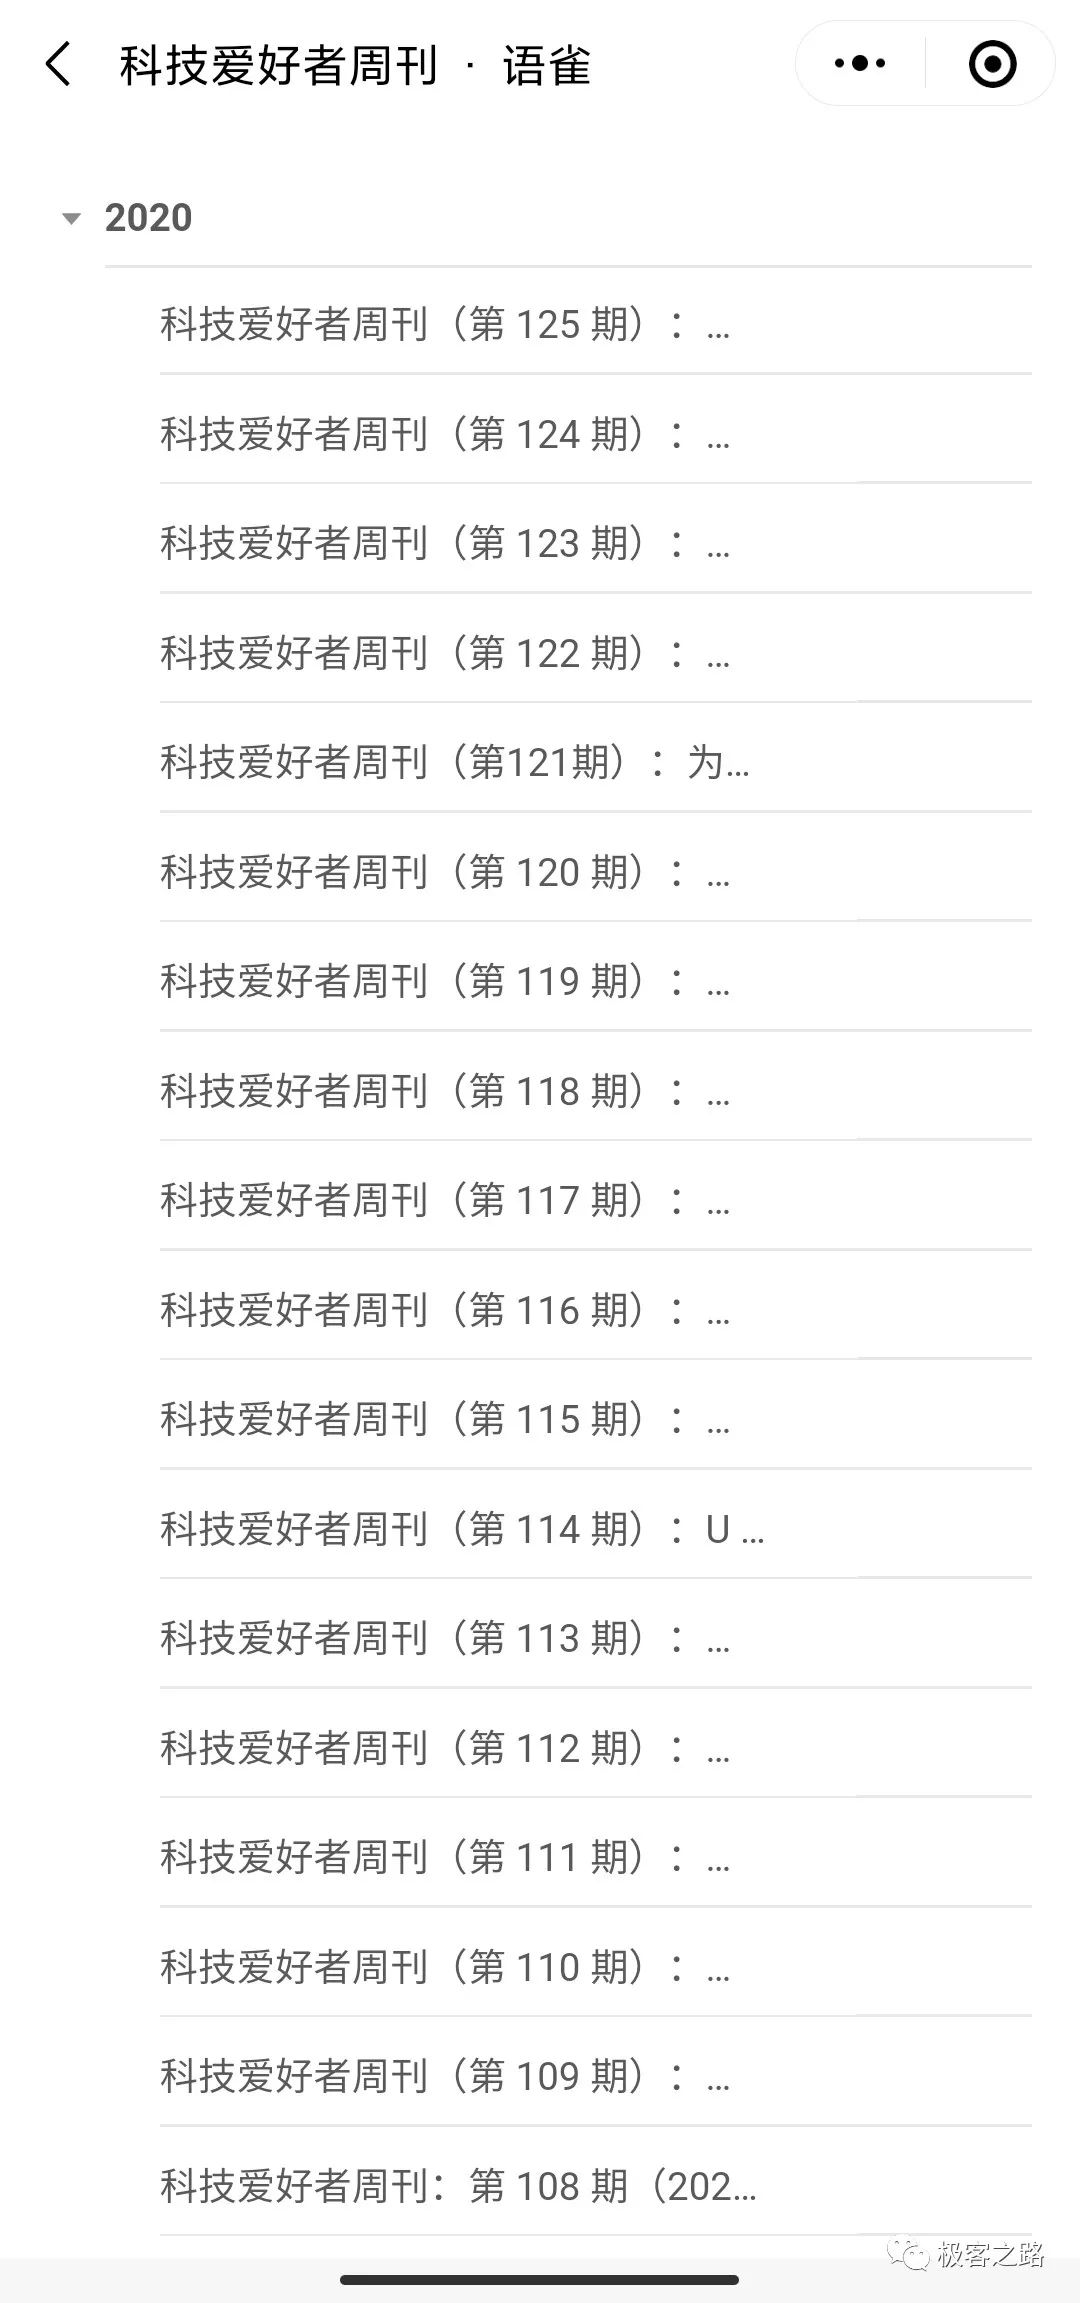 科技爱好者周刊 · 语雀
2020
科技爱好者周刊（第 125 期）：...
科技爱好者周刊（第 124 期）：...
科技爱好者周刊（第 123 期）：...
科技爱好者周刊（第 122 期）：...
科技爱好者周刊（第121期）：为...
科技爱好者周刊（第 120 期）：...
科技爱好者周刊（第 119 期）：...
科技爱好者周刊（第 118 期）：...
科技爱好者周刊（第 117 期）：...
科技爱好者周刊（第 116 期）：...
科技爱好者周刊（第 115 期）：...
科技爱好者周刊（第 114 期）：U ...
科技爱好者周刊（第 113 期）：...
科技爱好者周刊（第 112 期）：...
科技爱好者周刊（第 111 期）：...
科技爱好者周刊（第 110 期）：...
科技爱好者周刊（第 109 期）：...
科技爱好者周刊：第 108 期（202...
极客之路